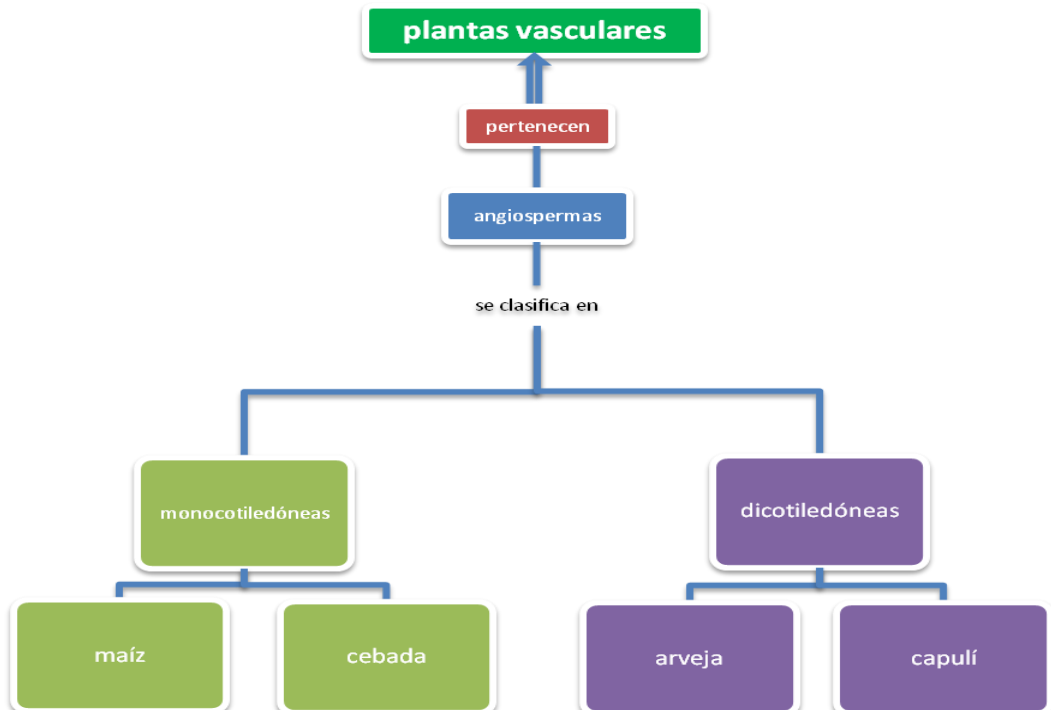 plantas vasculares
pertenecen
angiospermas
se clasifica en
monocotiledóneas
dicotiledóneas
maíz
cebada
arveja
capulí